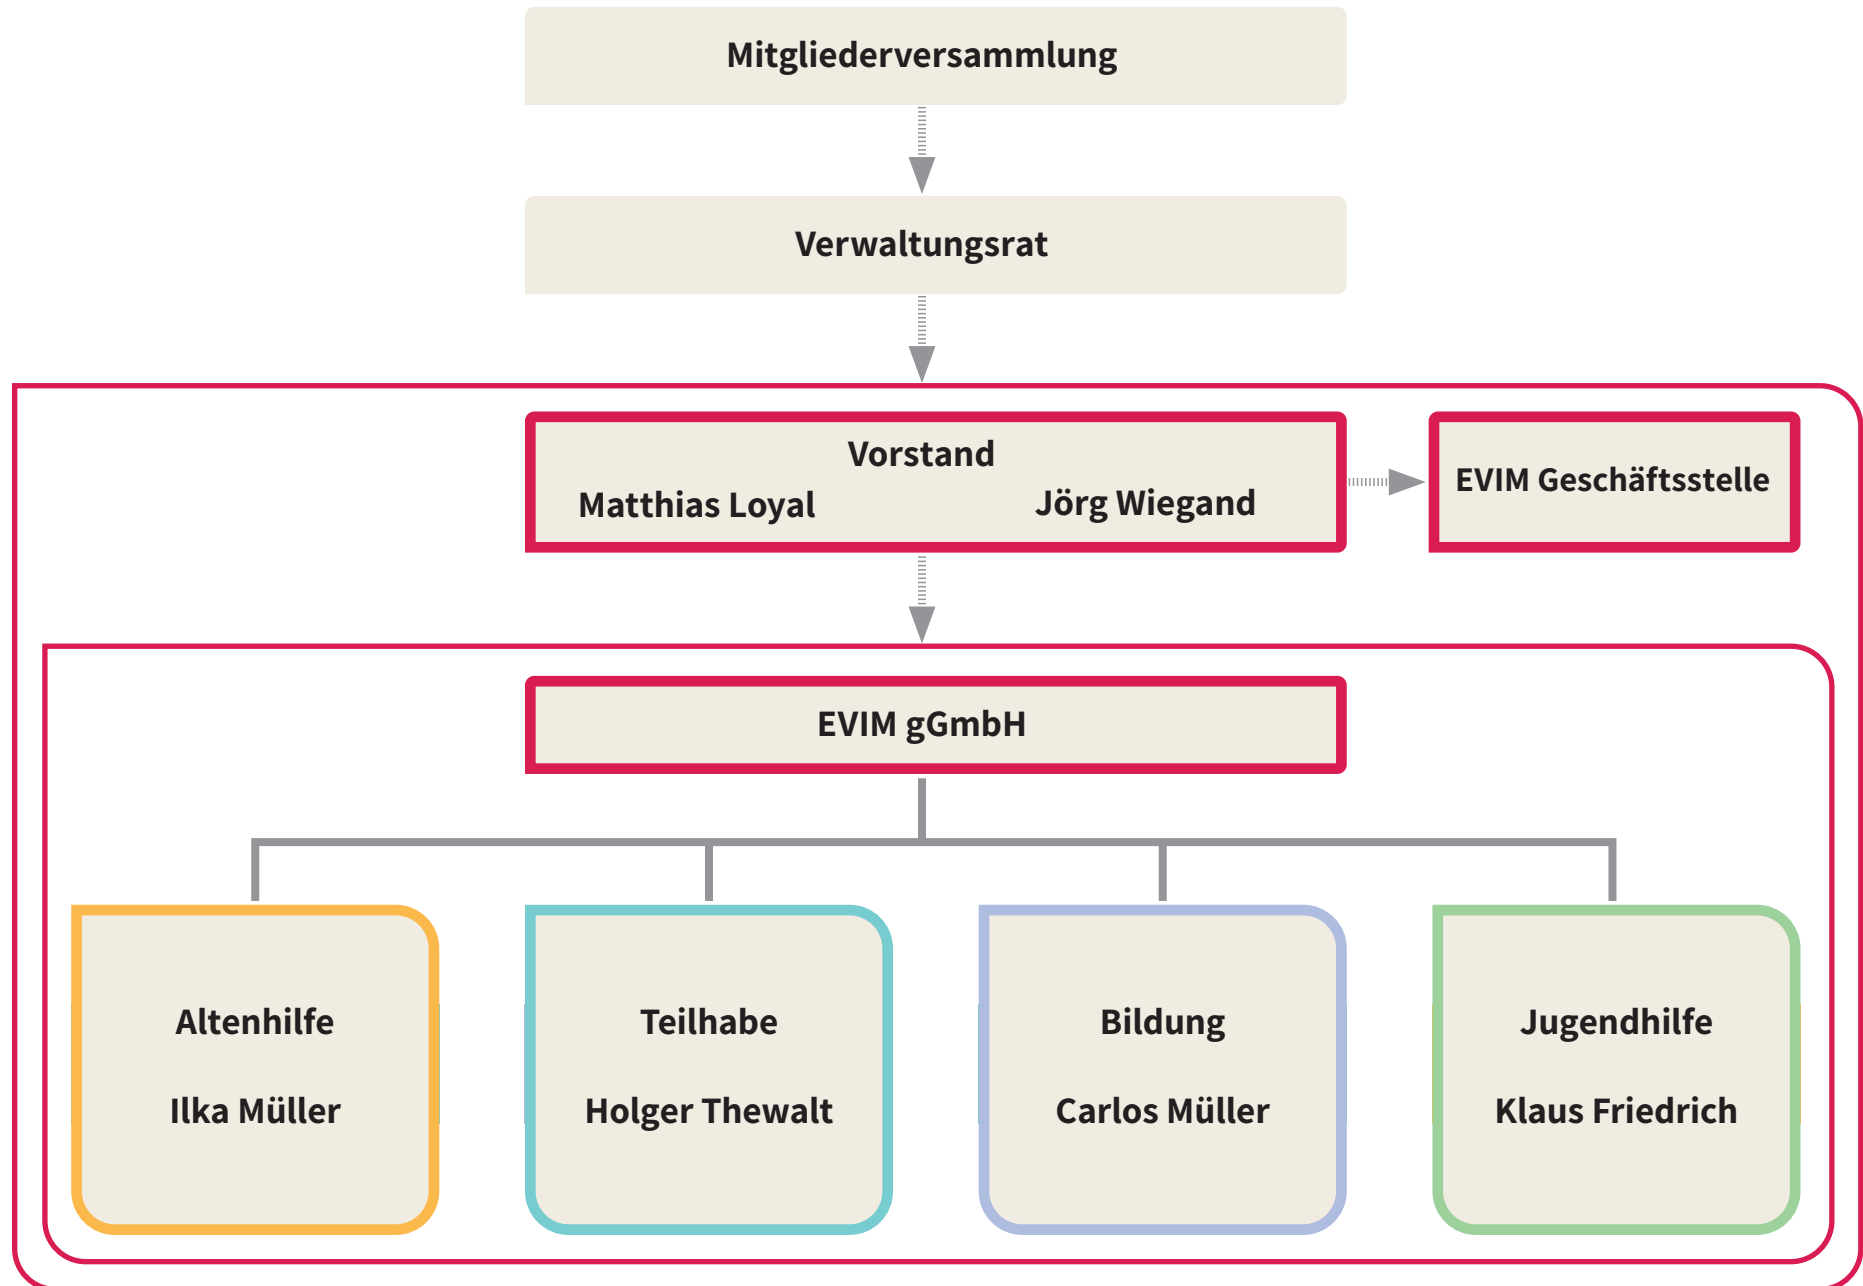 Mitgliederversammlung
Verwaltungsrat
Vorstand
Matthias Loyal
Jörg Wiegand
EVIM Geschäftsstelle
EVIM gGmbH
Altenhilfe
Ilka Müller
Teilhabe
Holger Thewalt
Bildung
Carlos Müller
Jugendhilfe
Klaus Friedrich